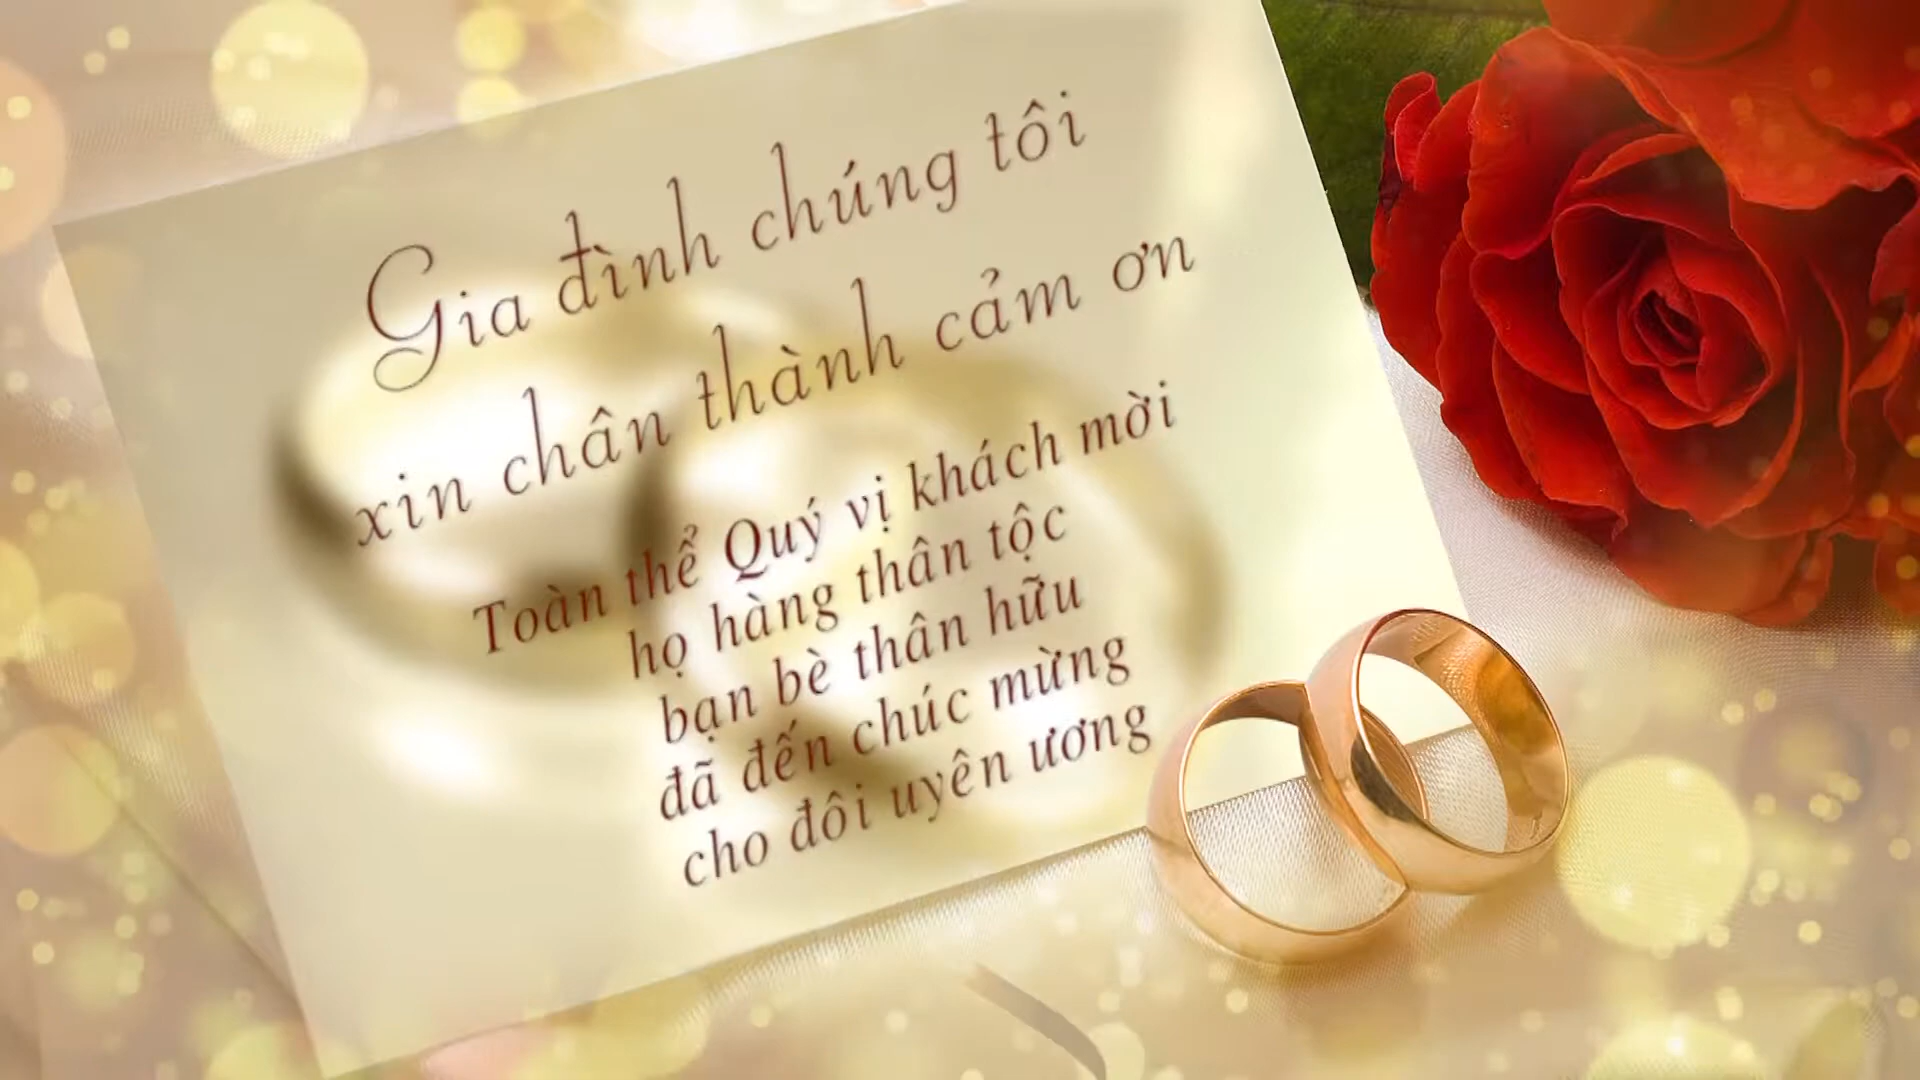 Gia đình chúng tôi
xin chân thành cảm ơn
Toàn thể Quý vị khách mời
họ hàng thân tộc
bạn bè thân hữu
đã đến chúc mừng
cho đôi uyên ương